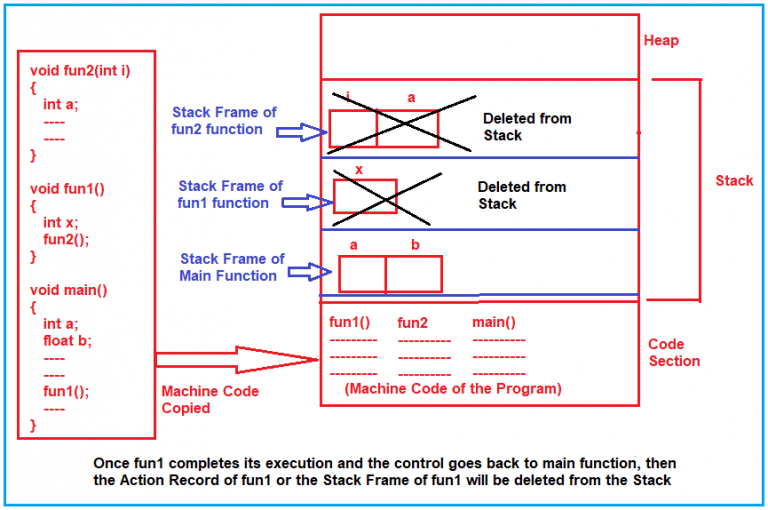 void fun2(int i)
{
int a;
----
----
}
void fun1()
{
int x;
fun2();
}
void main()
{
int a;
float b;
----
----
fun1();
----
}
Machine Code
Copied
Stack Frame of
fun2 function
Stack Frame of
fun1 function
Stack Frame of
Main Function
i a
Deleted from
Stack
x
Deleted from
Stack
a b
fun1() fun2 main()
--------- ---------- ----------
--------- ---------- ----------
--------- ---------- ----------
(Machine Code of the Program)
Heap
Stack
Code
Section
Once fun1 completes its execution and the control goes back to main function, then
the Action Record of fun1 or the Stack Frame of fun1 will be deleted from the Stack